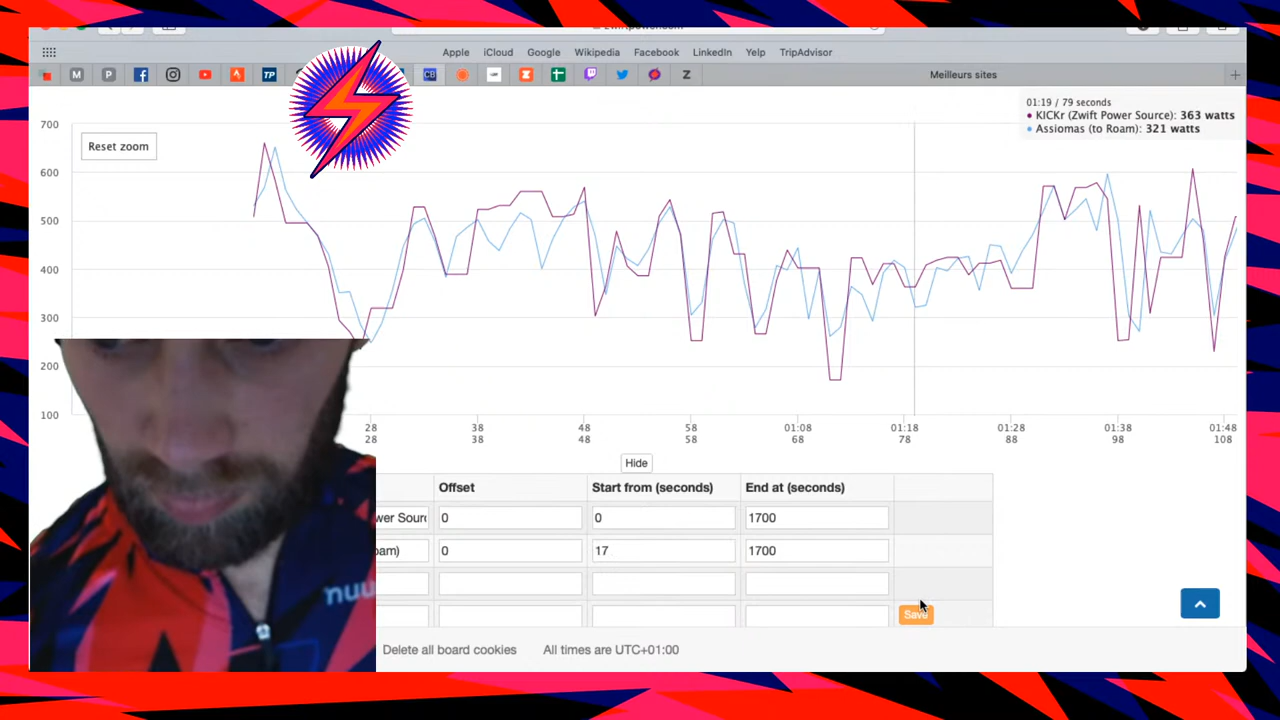 Apple iCloud Google Wikipedia Facebook LinkedIn Yelp TripAdvisor
M P TP CB Z Meilleurs sites
01:19 / 79 seconds
KICKr (Zwift Power Source): 363 watts
Assiomas (to Roam): 321 watts
Reset zoom
700
600
500
400
300
200
100
28 38 48 58 01:08 01:18 01:28 01:38 01:48
28 38 48 58 68 78 88 98 108
Hide
Offset Start from (seconds) End at (seconds)
wer Sour 0 0 1700
oam) 0 17 1700
Save
nuu
Delete all board cookies All times are UTC+01:00